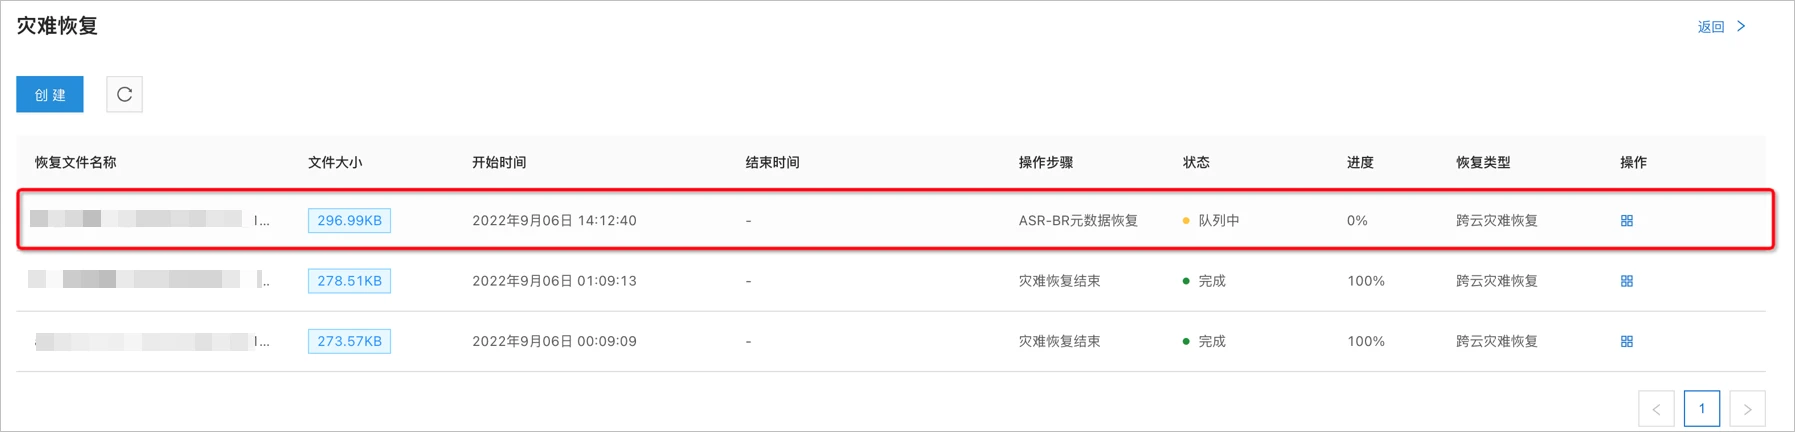 灾难恢复
返回 >
创 建
恢复文件名称 文件大小 开始时间 结束时间 操作步骤 状态 进度 恢复类型 操作
l... 296.99KB 2022年9月06日 14:12:40 - ASR-BR元数据恢复 队列中 0% 跨云灾难恢复
.. 278.51KB 2022年9月06日 01:09:13 - 灾难恢复结束 完成 100% 跨云灾难恢复
l... 273.57KB 2022年9月06日 00:09:09 - 灾难恢复结束 完成 100% 跨云灾难恢复
< 1 >